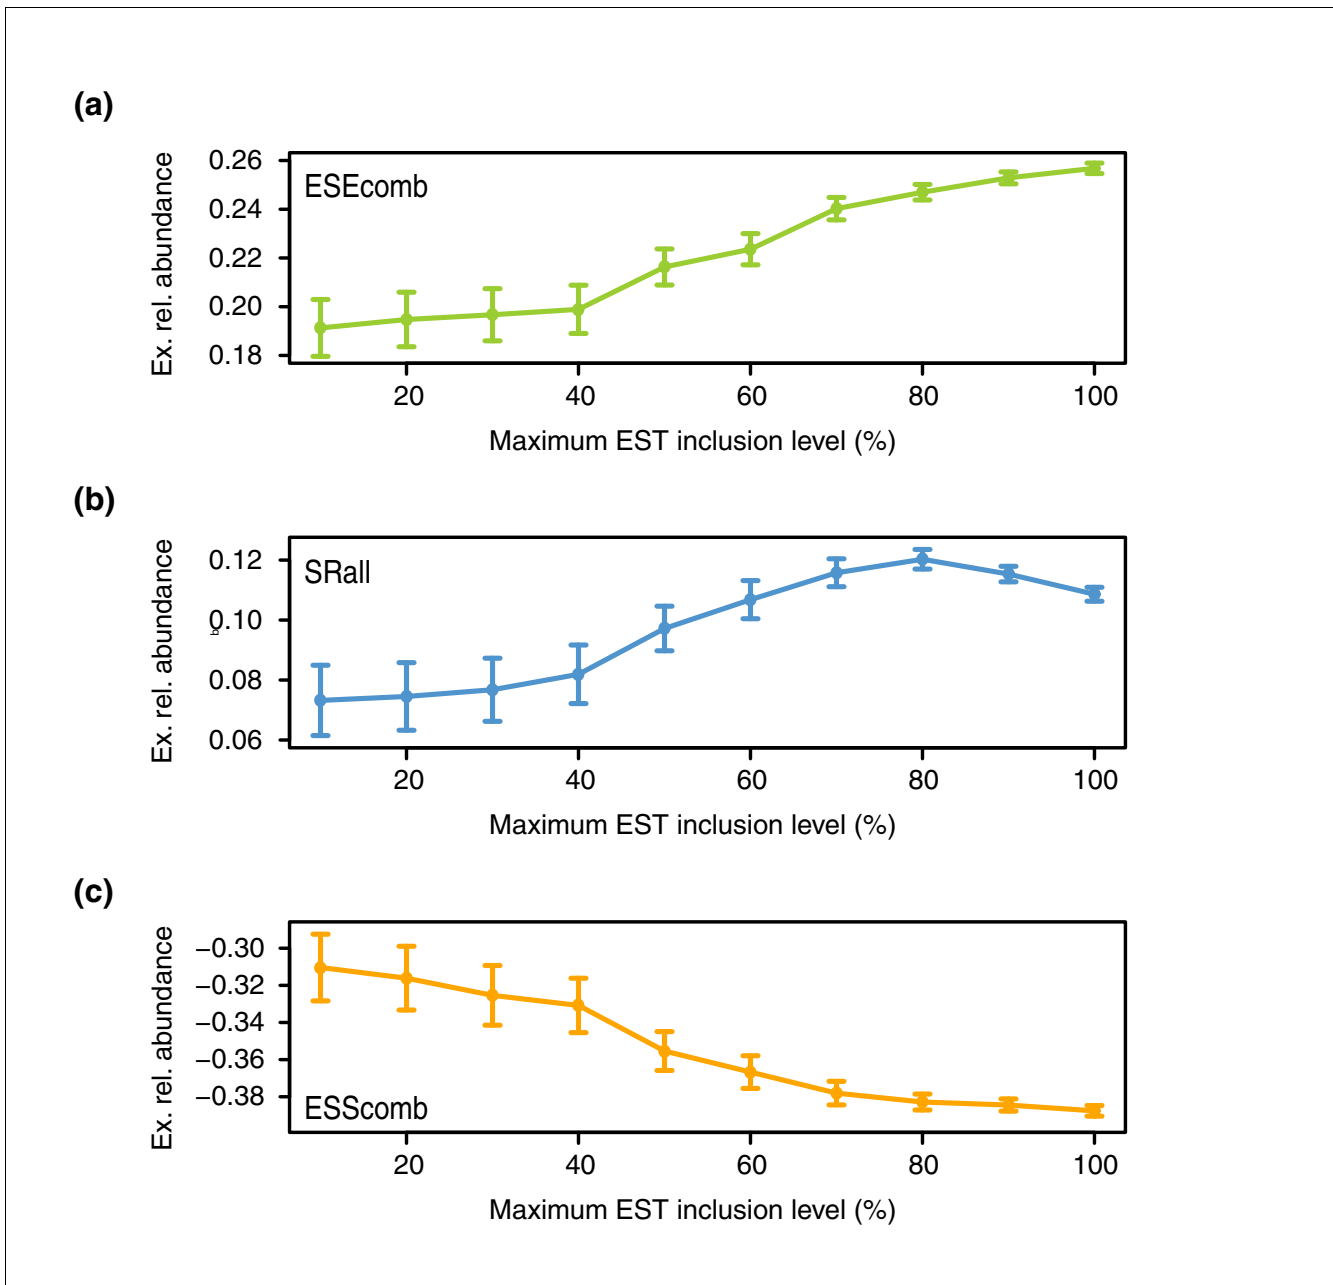 (a)
Ex. rel. abundance
0.26
0.24
0.22
0.20
0.18
ESEcomb
20 40 60 80 100
Maximum EST inclusion level (%)
(b)
Ex. rel. abundance
0.12
0.10
0.08
0.06
b
SRall
20 40 60 80 100
Maximum EST inclusion level (%)
(c)
Ex. rel. abundance
−0.30
−0.32
−0.34
−0.36
−0.38
ESScomb
20 40 60 80 100
Maximum EST inclusion level (%)